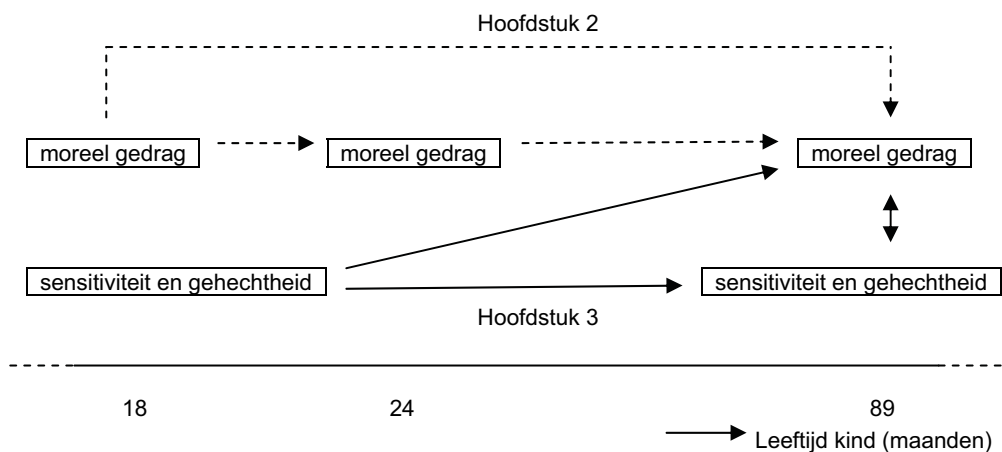 Hoofdstuk 2
moreel gedrag moreel gedrag moreel gedrag
sensitiviteit en gehechtheid sensitiviteit en gehechtheid
Hoofdstuk 3
18 24 89
Leeftijd kind (maanden)